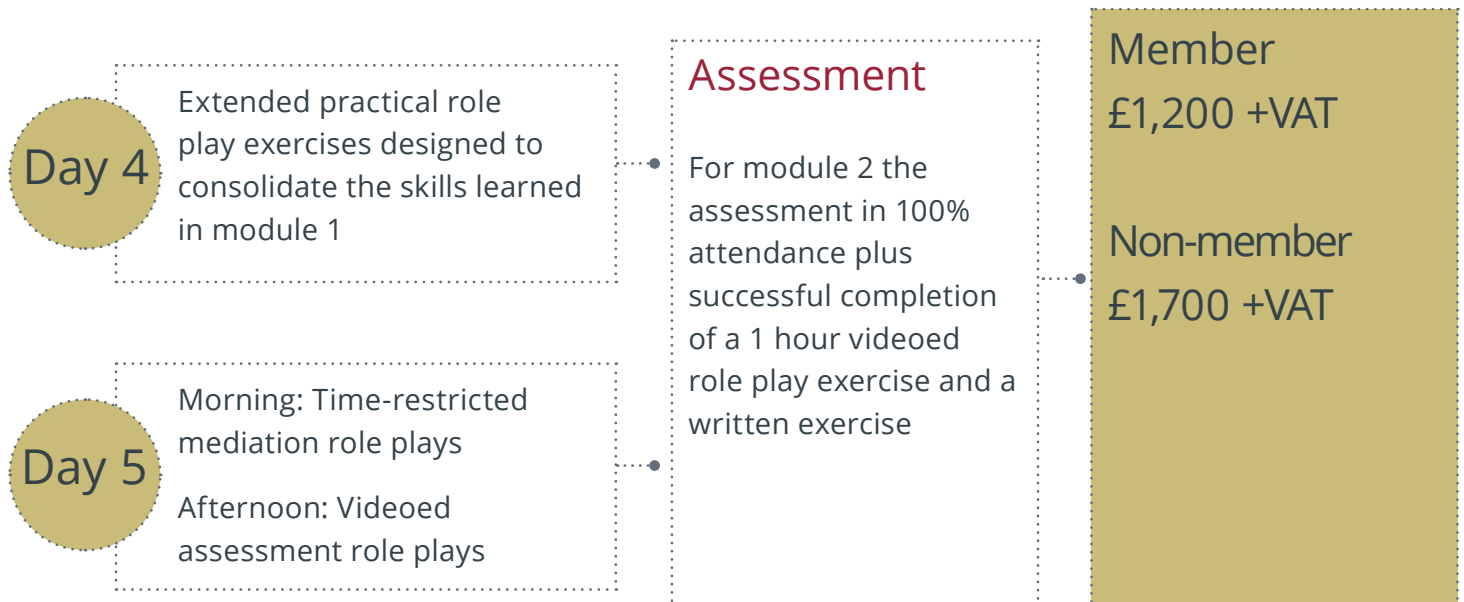 Day 4
Extended practical role
play exercises designed to
consolidate the skills learned
in module 1
Day 5
Morning: Time-restricted
mediation role plays
Afternoon: Videoed
assessment role plays
Assessment
For module 2 the
assessment in 100%
attendance plus
successful completion
of a 1 hour videoed
role play exercise and a
written exercise
Member
£1,200 +VAT
Non-member
£1,700 +VAT